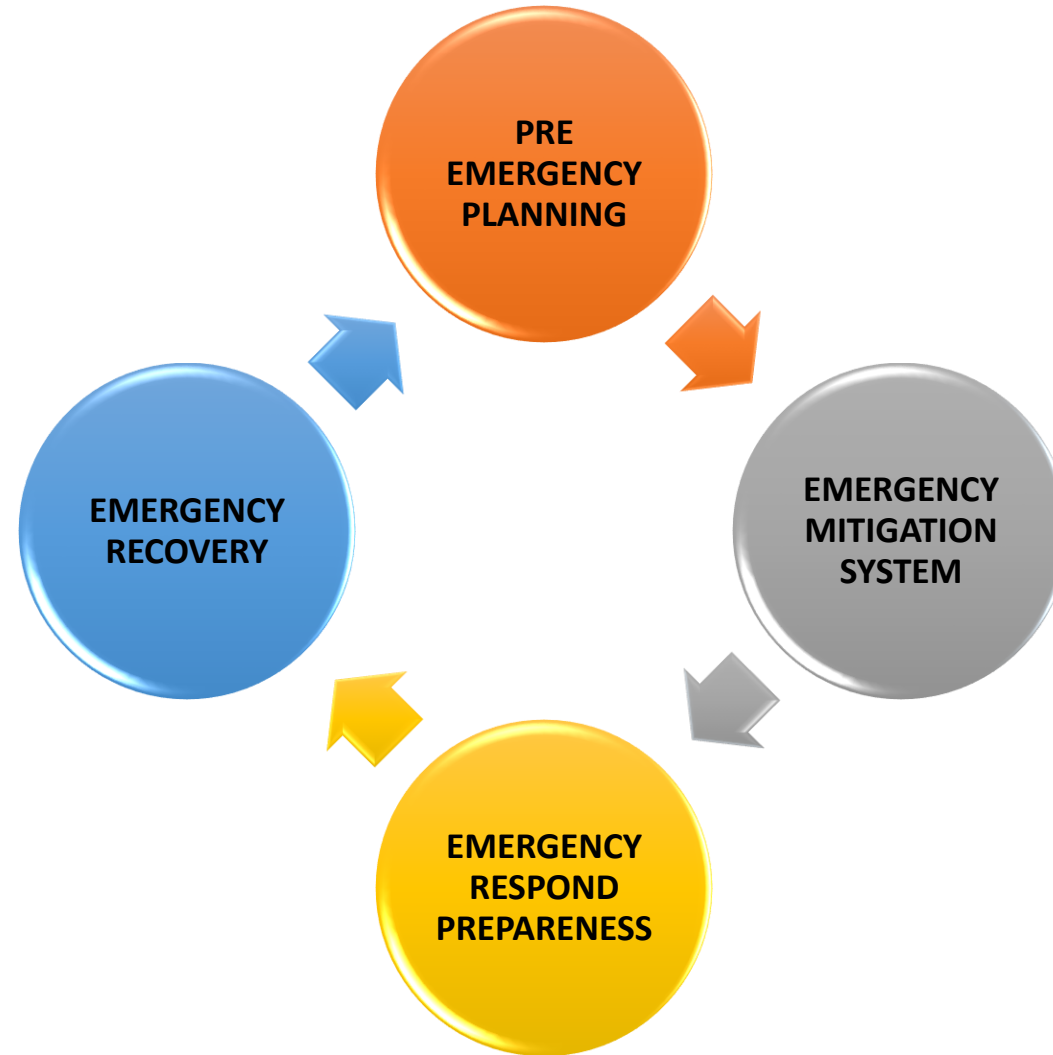 PRE
EMERGENCY
PLANNING
EMERGENCY
MITIGATION
SYSTEM
EMERGENCY
RESPOND
PREPARENESS
EMERGENCY
RECOVERY